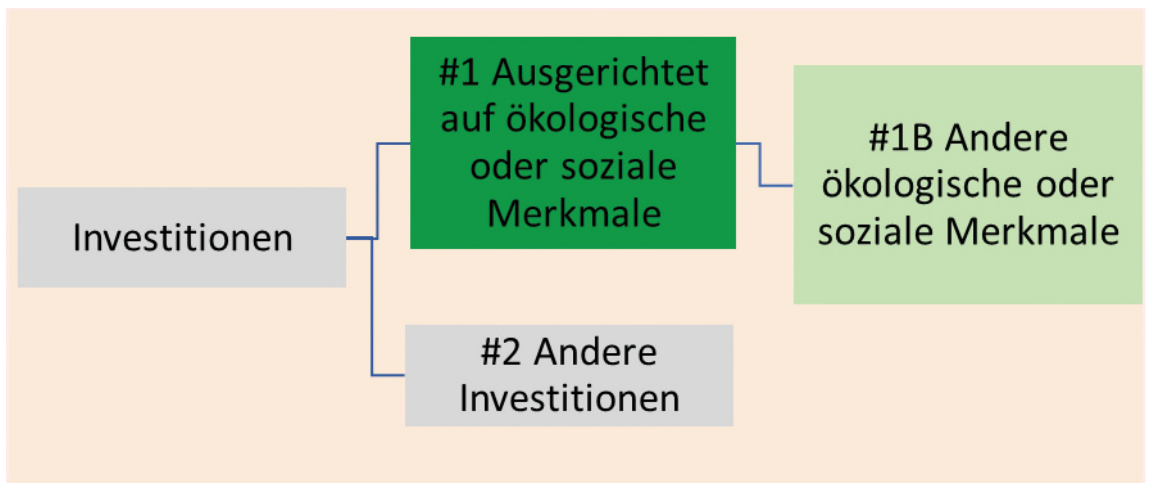 Investitionen
#1 Ausgerichtet
auf ökologische
oder soziale
Merkmale
#1B Andere
ökologische oder
soziale Merkmale
#2 Andere
Investitionen